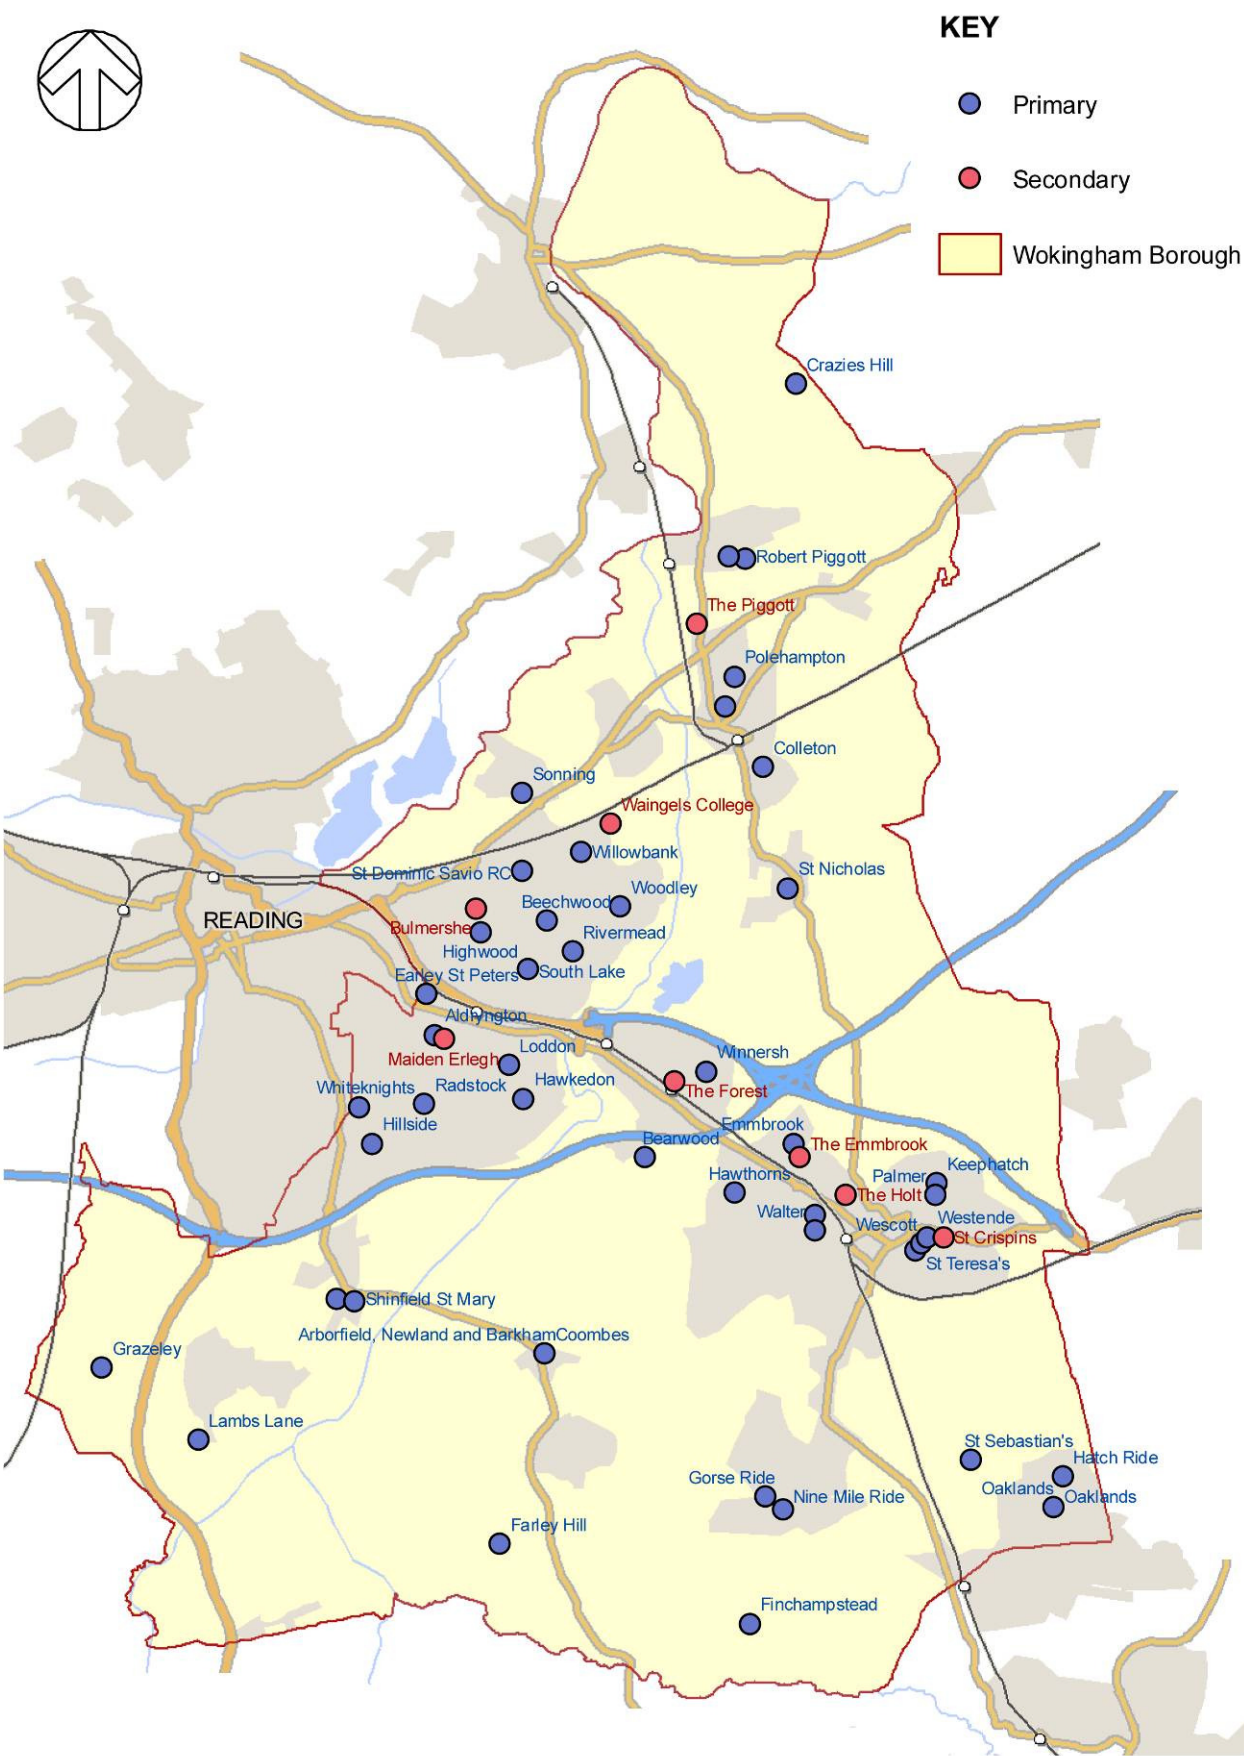 KEY
Primary
Secondary
Wokingham Borough
Crazies Hill
Robert Piggott
The Piggott
Polehampton
Colleton
Sonning
Waingels College
Willowbank
St Dominic Savio RC
St Nicholas
Woodley
Beechwood
READING
Bulmershe
Rivermead
Highwood
South Lake
Earley St Peters
Aldryngton
Loddon
Winnersh
Maiden Erlegh
Hawkedon
Whiteknights
Radstock
The Forest
Hillside
Emmbrook
Bearwood
The Emmbrook
Keephatch
Hawthorns
Palmer
The Holt
Walter
Wescott
Westende
St Crispins
St Teresa's
Shinfield St Mary
Arborfield, Newland and BarkhamCoombes
Grazeley
Lambs Lane
St Sebastian's
Hatch Ride
Gorse Ride
Oaklands
Oaklands
Nine Mile Ride
Farley Hill
Finchampstead